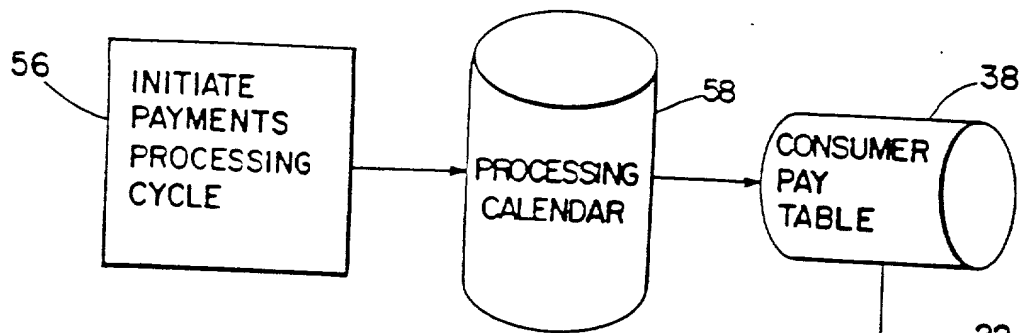 56
INITIATE
PAYMENTS
PROCESSING
CYCLE
58
PROCESSING
CALENDAR
38
CONSUMER
PAY
TABLE